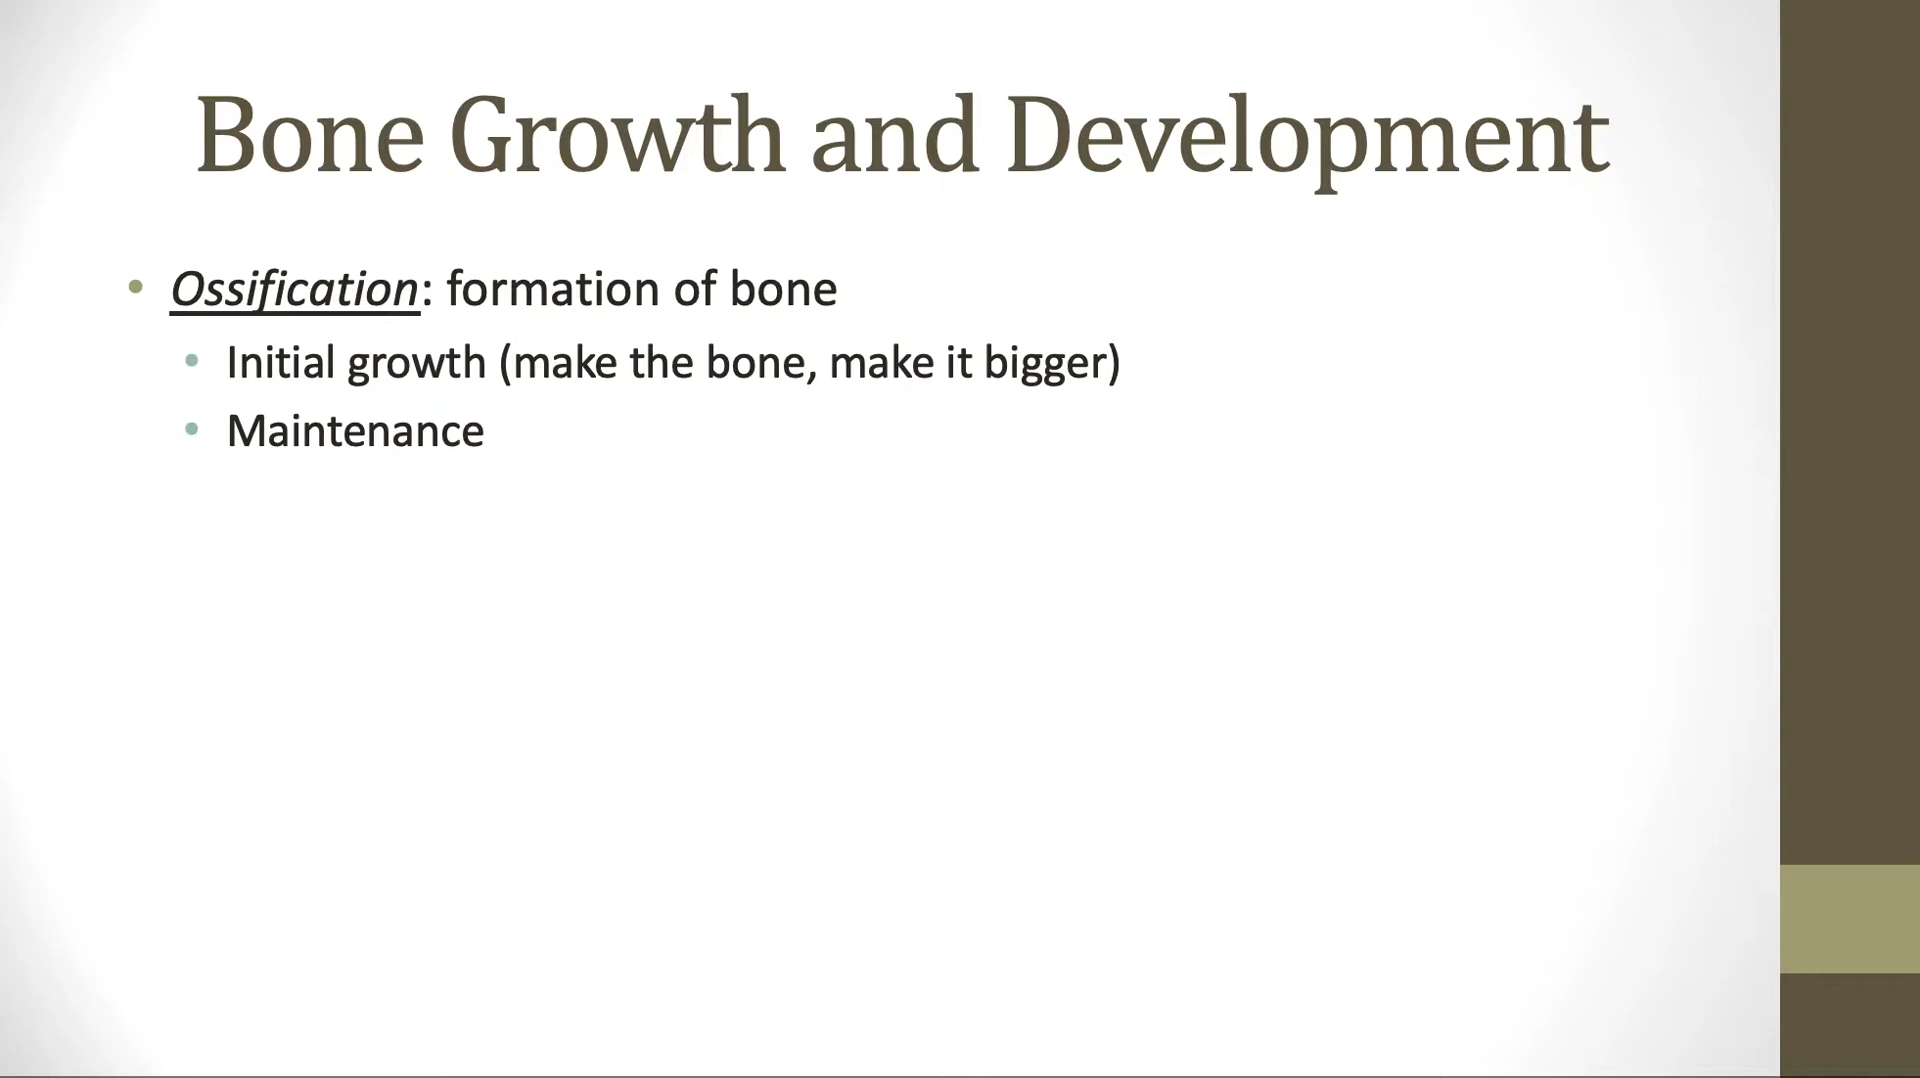 Bone Growth and Development
• Ossification: formation of bone
• Initial growth (make the bone, make it bigger)
• Maintenance